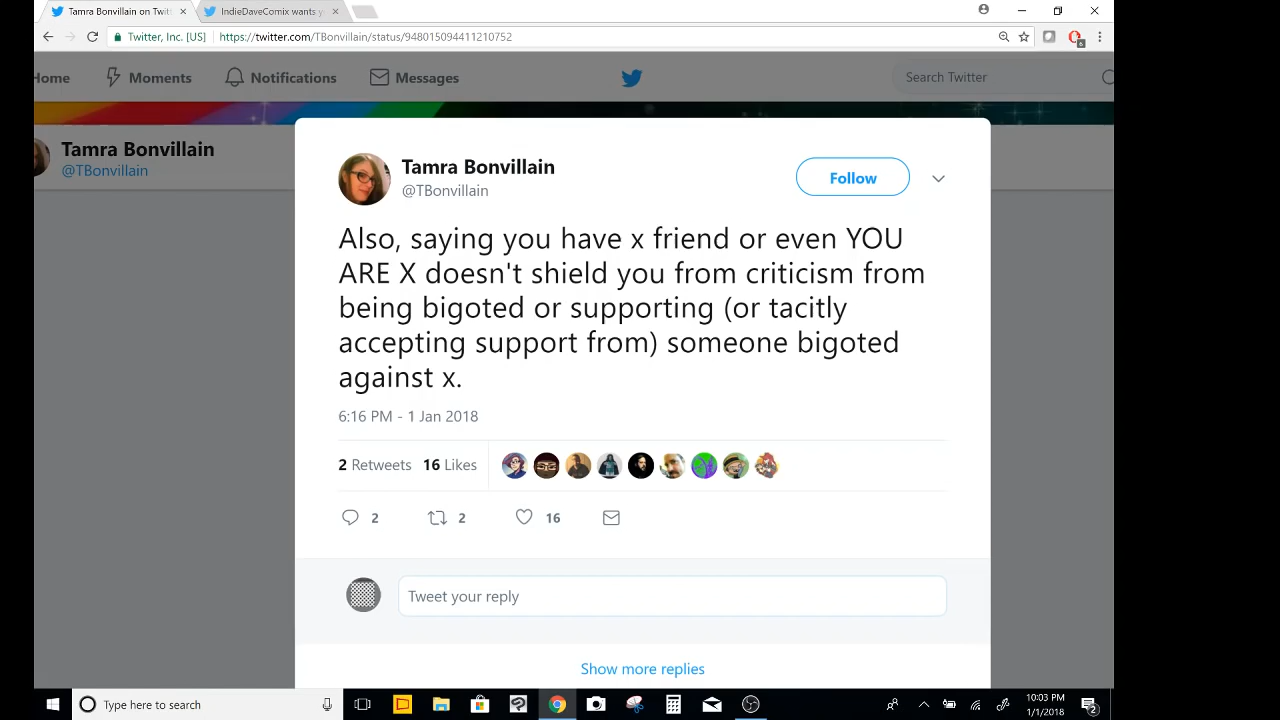 Tamra Bonvillain on Twit
IndieDaveComix wants y
Twitter, Inc. [US]
https://twitter.com/TBonvillain/status/948015094411210752
Home
Moments
Notifications
Messages
Search Twitter
Tamra Bonvillain
@TBonvillain
Tamra Bonvillain
@TBonvillain
Follow
Also, saying you have x friend or even YOU
ARE X doesn't shield you from criticism from
being bigoted or supporting (or tacitly
accepting support from) someone bigoted
against x.
6:16 PM - 1 Jan 2018
2 Retweets 16 Likes
2 2 16
Tweet your reply
Show more replies
Type here to search
10:03 PM
1/1/2018
2